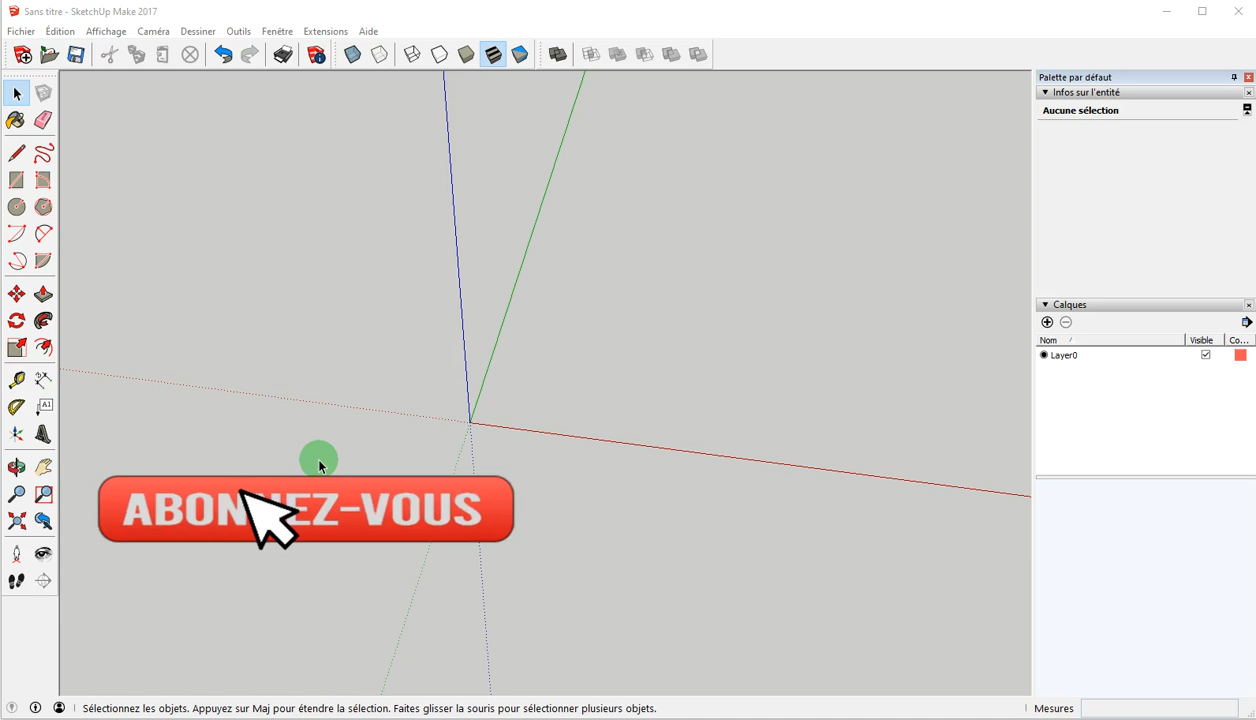 Sans titre - SketchUp Make 2017
Fichier Édition Affichage Caméra Dessiner Outils Fenêtre Extensions Aide
Palette par défaut
Infos sur l'entité
Aucune sélection
A1
Calques
Nom Visible Co...
Layer0
ABONNEZ-VOUS
Sélectionnez les objets. Appuyez sur Maj pour étendre la sélection. Faites glisser la souris pour sélectionner plusieurs objets.
Mesures